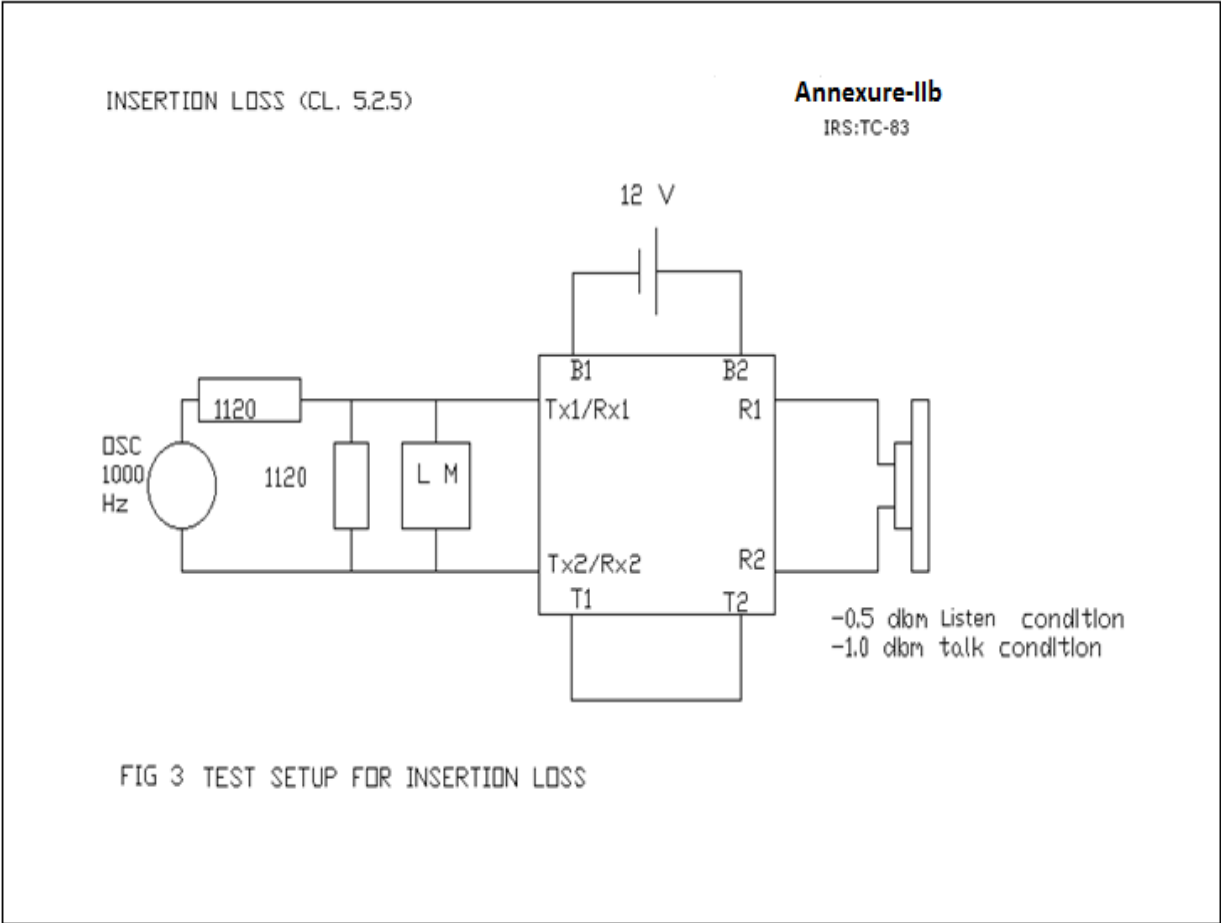 INSERTION LOSS (CL. 5.2.5)
Annexure-IIb
IRS:TC-83
12 V
B1
B2
1120
Tx1/Rx1
R1
OSC
1000
Hz
1120
L M
Tx2/Rx2
R2
T1
T2
-0.5 dbm Listen condition
-1.0 dbm talk condition
FIG 3 TEST SETUP FOR INSERTION LOSS